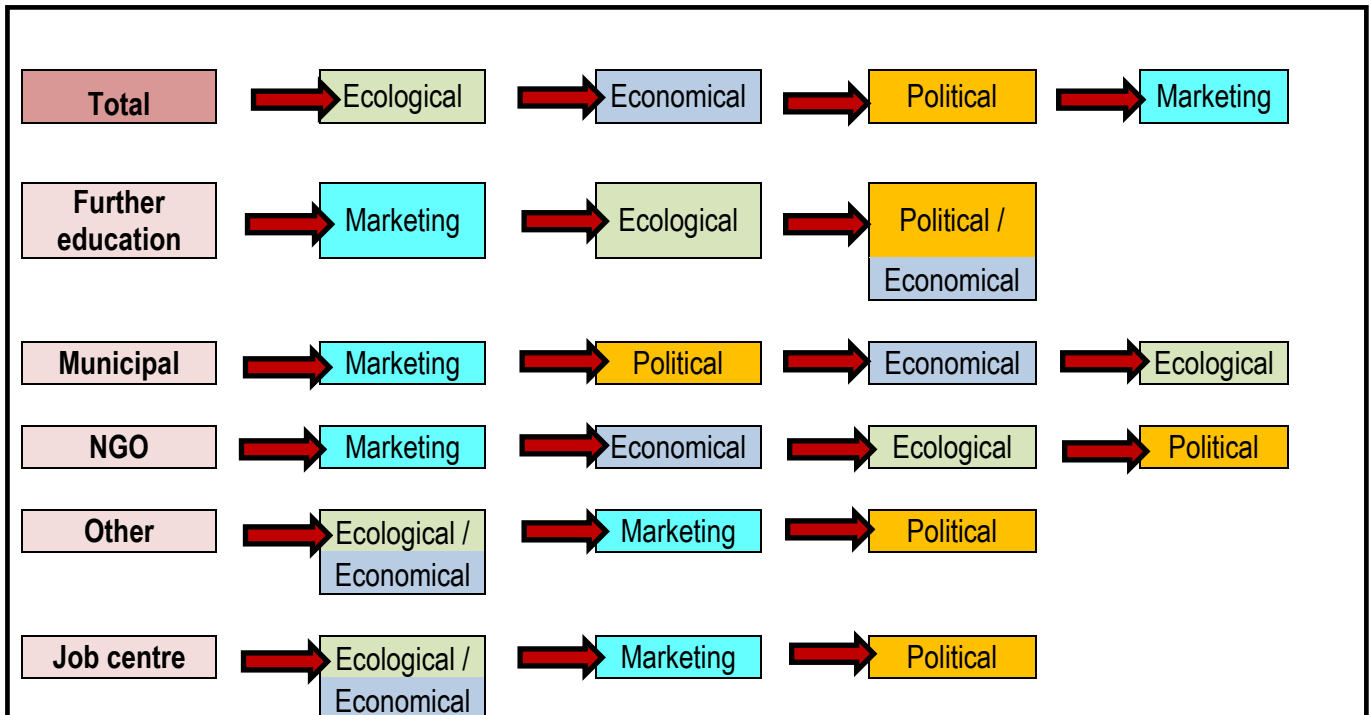 Total Ecological Economical Political Marketing
Further education Marketing Ecological Political / Economical
Municipal Marketing Political Economical Ecological
NGO Marketing Economical Ecological Political
Other Ecological / Economical Marketing Political
Job centre Ecological / Economical Marketing Political